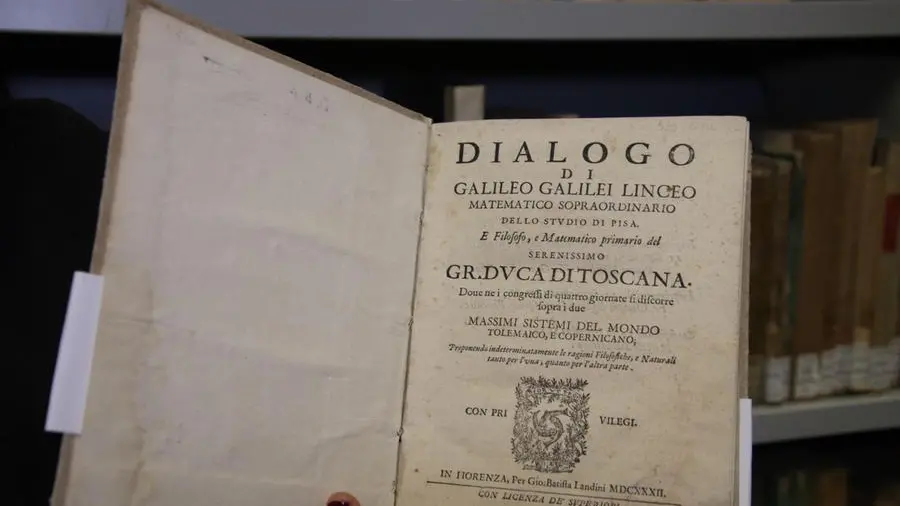 DIALOGO
DI
GALILEO GALILEI LINCEO
MATEMATICO SOPRAORDINARIO
DELLO STVDIO DI PISA.
E Filosofo, e Matematico primario del
SERENISSIMO
GR.DVCA DI TOSCANA.
Doue ne i congressi di quattro giornate si discorre
sopra i due
MASSIMI SISTEMI DEL MONDO
TOLEMAICO, E COPERNICANO;
Proponendo indeterminatamente le ragioni Filosofiche, e Naturali
tanto per l'vna, quanto per l'altra parte.
CON PRI VILEGI.
IN FIORENZA, Per Gio:Batista Landini MDCXXXII.
CON LICENZA DE' SVPERIORI